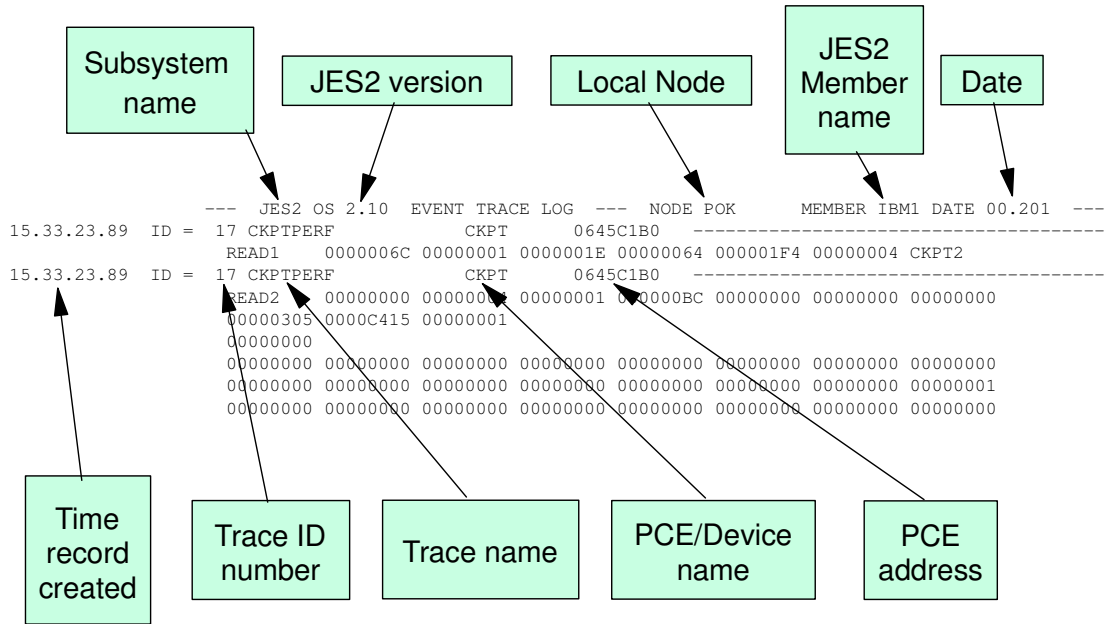 Subsystem
name
JES2 version
Local Node
JES2
Member
name
Date
--- JES2 OS 2.10 EVENT TRACE LOG --- NODE POK MEMBER IBM1 DATE 00.201 ---
15.33.23.89 ID = 17 CKPTPERF CKPT 0645C1B0 ------------------------------------
READ1 0000006C 00000001 0000001E 00000064 000001F4 00000004 CKPT2
15.33.23.89 ID = 17 CKPTPERF CKPT 0645C1B0 ------------------------------------
READ2 00000000 00000004 00000001 000000BC 00000000 00000000 00000000
00000305 0000C415 00000001
00000000
00000000 00000000 00000000 00000000 00000000 00000000 00000000 00000000
00000000 00000000 00000000 00000000 00000000 00000000 00000000 00000001
00000000 00000000 00000000 00000000 00000000 00000000 00000000 00000000
Time
record
created
Trace ID
number
Trace name
PCE/Device
name
PCE
address